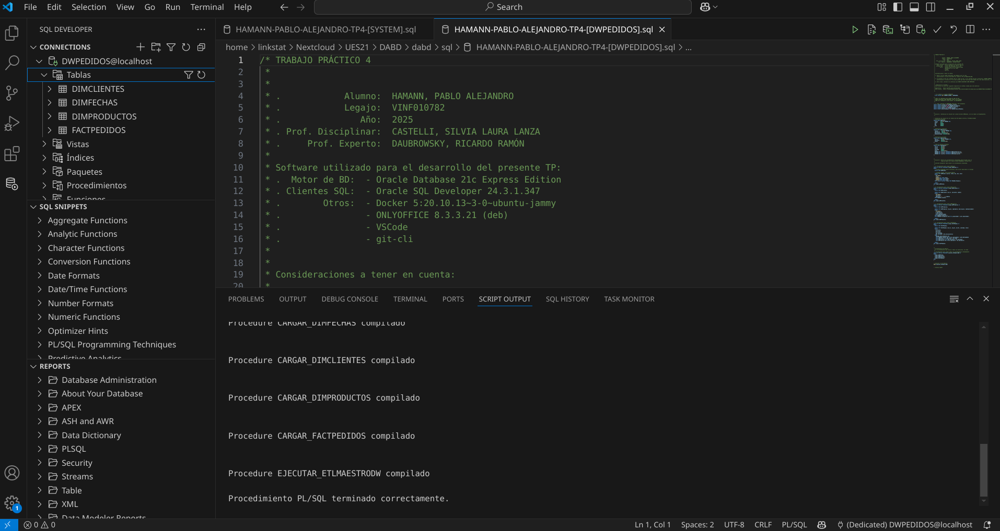 File Edit Selection View Go Run Terminal Help
Search
SQL DEVELOPER
CONNECTIONS
DWPEDIDOS@localhost
Tablas
DIMCLIENTES
DIMFECHAS
DIMPRODUCTOS
FACTPEDIDOS
Vistas
Índices
Paquetes
Procedimientos
Funciones
SQL SNIPPETS
Aggregate Functions
Analytic Functions
Character Functions
Conversion Functions
Date Formats
Date/Time Functions
Number Formats
Numeric Functions
Optimizer Hints
PL/SQL Programming Techniques
Predictive Analytics
REPORTS
Database Administration
About Your Database
APEX
ASH and AWR
Data Dictionary
PLSQL
Security
Streams
Table
XML
Data Modeler Reports
1
HAMANN-PABLO-ALEJANDRO-TP4-[SYSTEM].sql
HAMANN-PABLO-ALEJANDRO-TP4-[DWPEDIDOS].sql
home > linkstat > Nextcloud > UES21 > DABD > dabd > sql > HAMANN-PABLO-ALEJANDRO-TP4-[DWPEDIDOS].sql > ...
1 /* TRABAJO PRÁCTICO 4
2 *
3 *
4 * . Alumno: HAMANN, PABLO ALEJANDRO
5 * . Legajo: VINF010782
6 * . Año: 2025
7 * . Prof. Disciplinar: CASTELLI, SILVIA LAURA LANZA
8 * . Prof. Experto: DAUBROWSKY, RICARDO RAMÓN
9 *
10 * Software utilizado para el desarrollo del presente TP:
11 * . Motor de BD: - Oracle Database 21c Express Edition
12 * . Clientes SQL: - Oracle SQL Developer 24.3.1.347
13 * . Otros: - Docker 5:20.10.13~3-0~ubuntu-jammy
14 * . - ONLYOFFICE 8.3.3.21 (deb)
15 * . - VSCode
16 * . - git-cli
17 *
18 *
19 * Consideraciones a tener en cuenta:
20 *
PROBLEMS OUTPUT DEBUG CONSOLE TERMINAL PORTS SCRIPT OUTPUT SQL HISTORY TASK MONITOR
Procedure CARGAR_DIMFECHAS compilado
Procedure CARGAR_DIMCLIENTES compilado
Procedure CARGAR_DIMPRODUCTOS compilado
Procedure CARGAR_FACTPEDIDOS compilado
Procedure EJECUTAR_ETLMAESTRODW compilado
Procedimiento PL/SQL terminado correctamente.
0 0 Ln 1, Col 1 Spaces: 2 UTF-8 CRLF PL/SQL (Dedicated) DWPEDIDOS@localhost